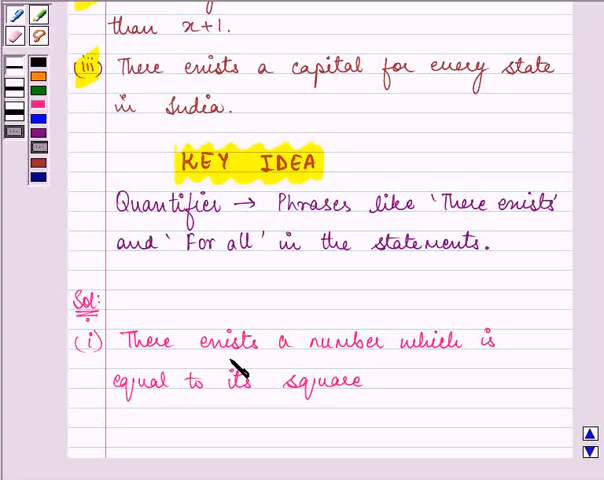 than x+1.
(iii) There exists a capital for every state
in India.
KEY IDEA
Quantifier → Phrases like 'There exists'
and 'For all' in the statements.
Sol:
(i) There exists a number which is
equal to its square